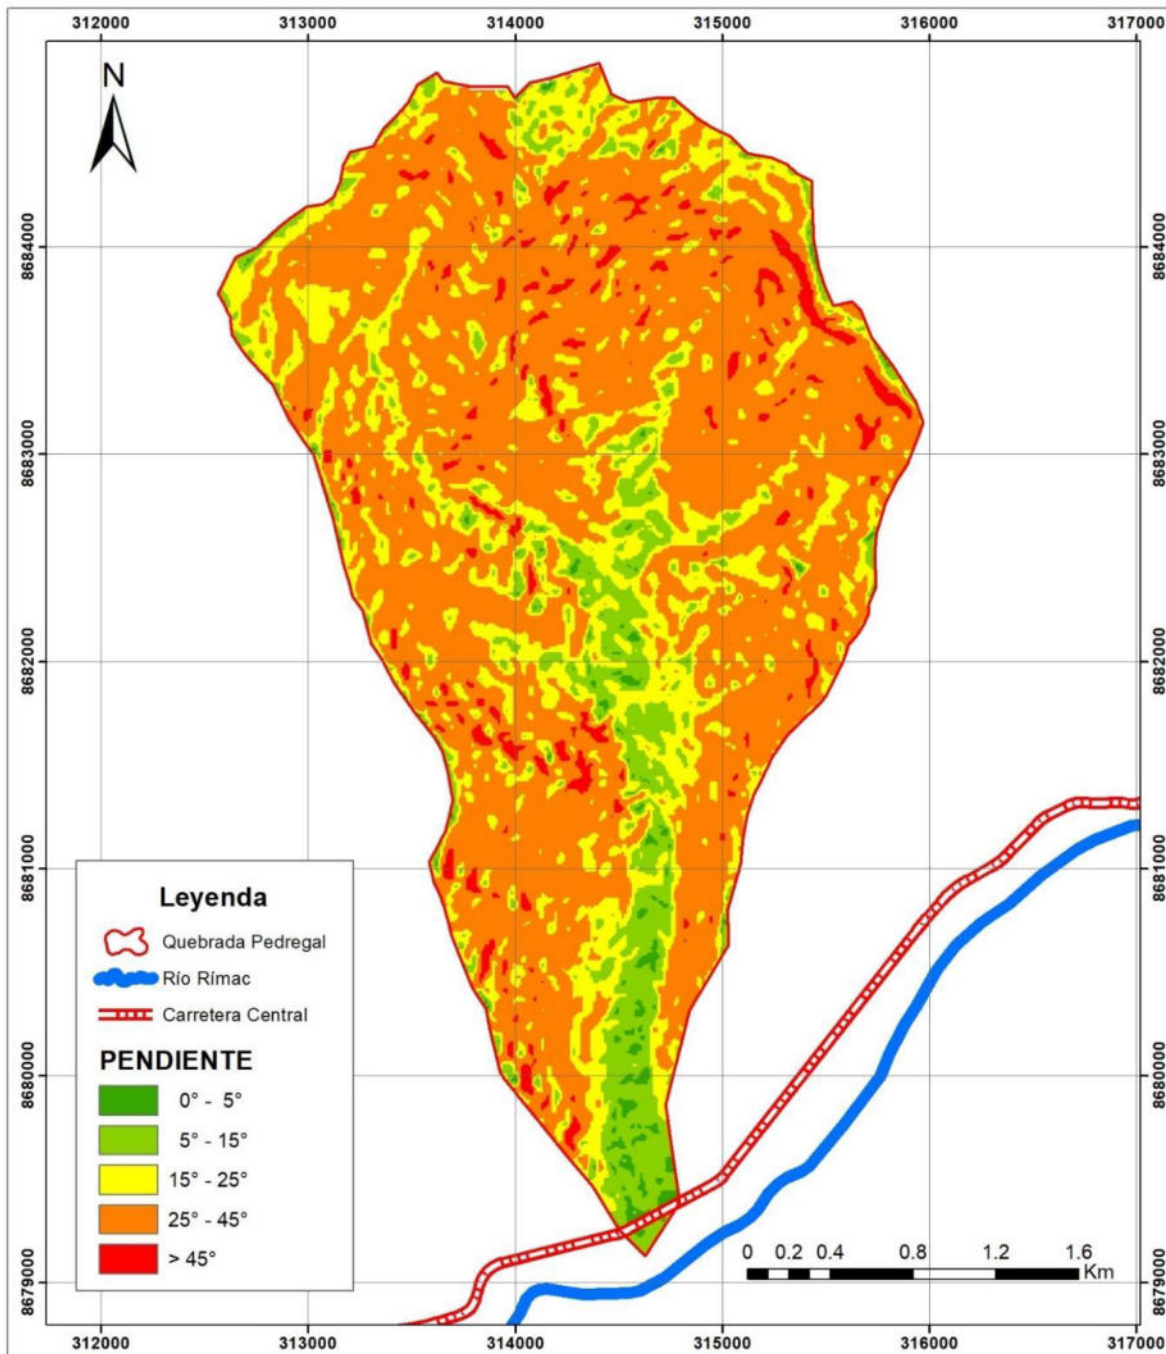 312000 313000 314000 315000 316000 317000
N
8684000 8684000
8683000 8683000
8682000 8682000
8681000 8681000
Leyenda
Quebrada Pedregal
Río Rímac
Carretera Central
PENDIENTE
0° - 5°
5° - 15°
15° - 25°
25° - 45°
> 45°
8680000 8680000
0 0.2 0.4 0.8 1.2 1.6
Km
8679000 8679000
312000 313000 314000 315000 316000 317000